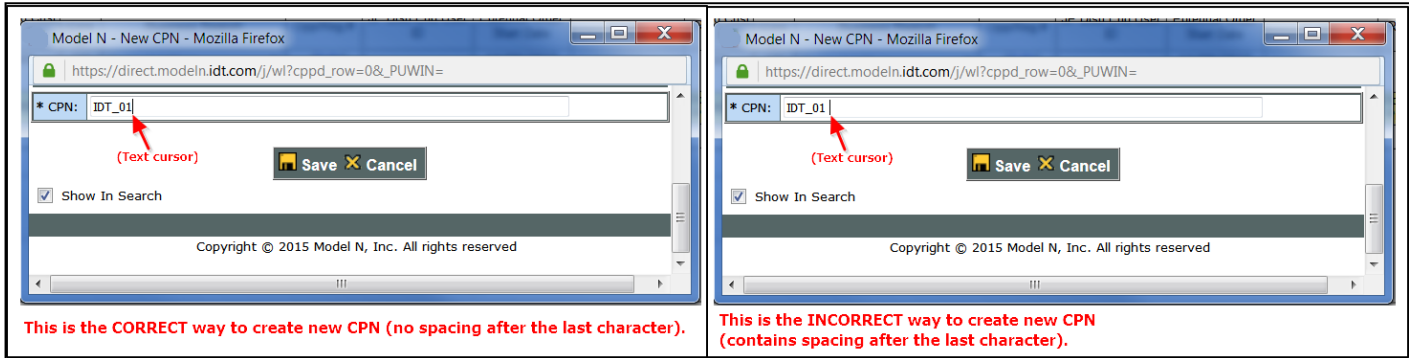 Model N - New CPN - Mozilla Firefox
https://direct.modeln.idt.com/j/wl?cppd_row=0&_PUWIN=
* CPN: IDT_01
(Text cursor)
Save Cancel
Show In Search
Copyright © 2015 Model N, Inc. All rights reserved
This is the CORRECT way to create new CPN (no spacing after the last character).
Model N - New CPN - Mozilla Firefox
https://direct.modeln.idt.com/j/wl?cppd_row=0&_PUWIN=
* CPN: IDT_01
(Text cursor)
Save Cancel
Show In Search
Copyright © 2015 Model N, Inc. All rights reserved
This is the INCORRECT way to create new CPN
(contains spacing after the last character).